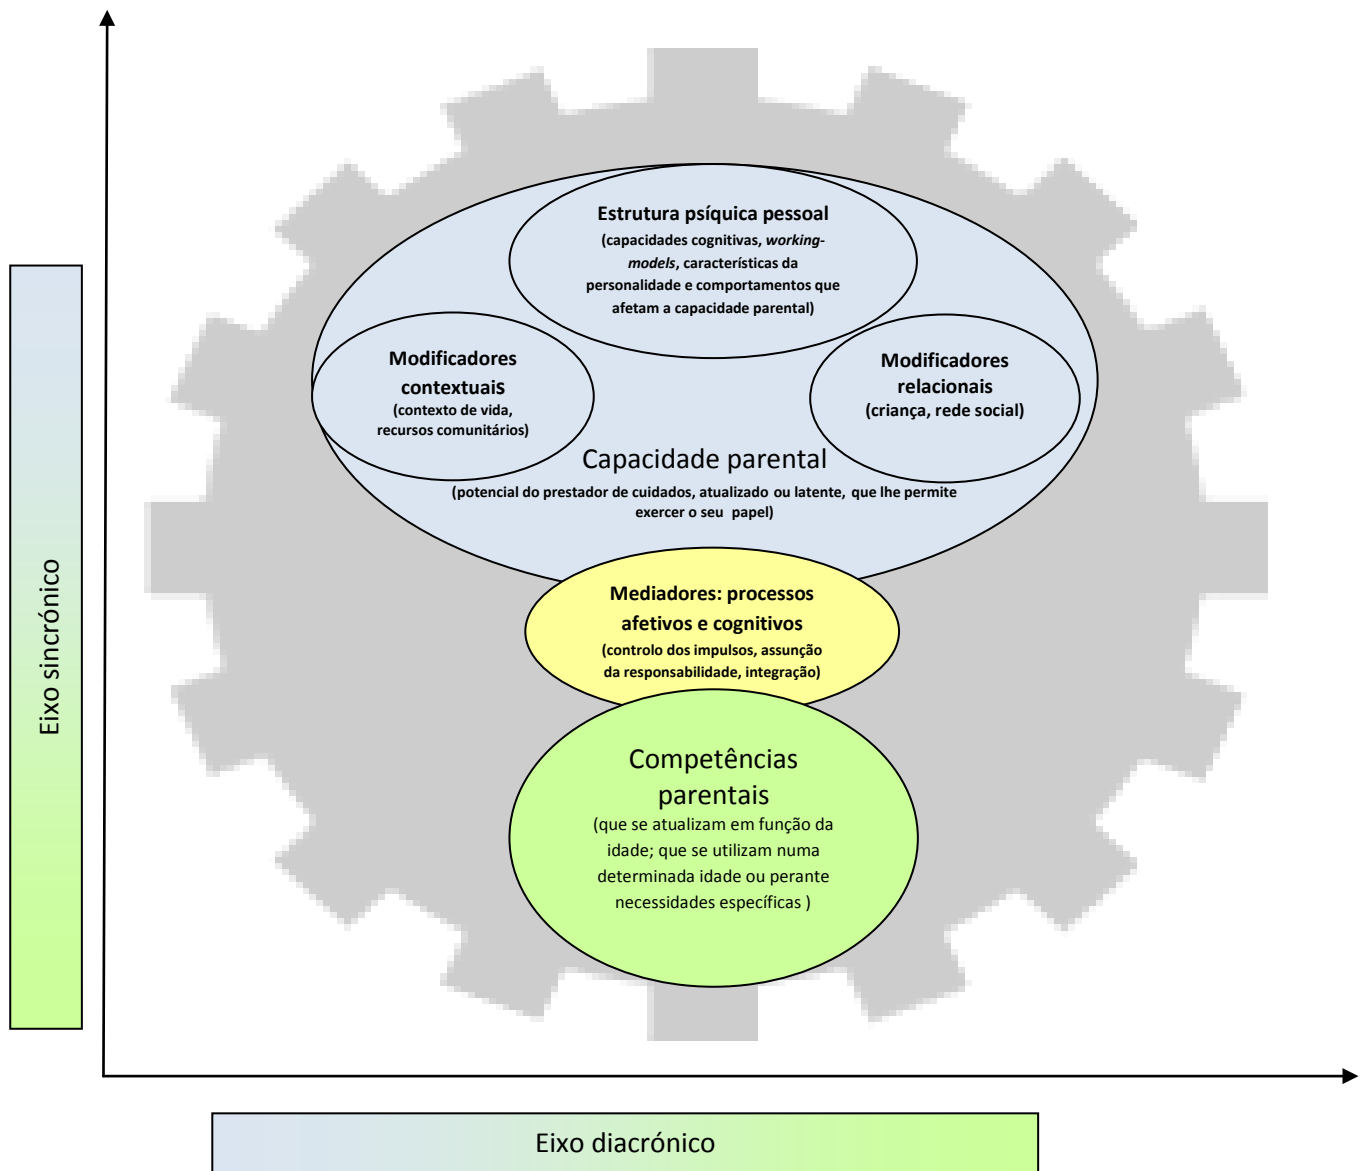 Estrutura psíquica pessoal
(capacidades cognitivas, working-
models, características da
personalidade e comportamentos que
afetam a capacidade parental)
Modificadores
contextuais
(contexto de vida,
recursos comunitários)
Modificadores
relacionais
(criança, rede social)
Capacidade parental
(potencial do prestador de cuidados, atualizado ou latente, que lhe permite
exercer o seu papel)
Mediadores: processos
afetivos e cognitivos
(controlo dos impulsos, assunção
da responsabilidade, integração)
Competências
parentais
(que se atualizam em função da
idade; que se utilizam numa
determinada idade ou perante
necessidades específicas )
Eixo sincrónico
Eixo diacrónico